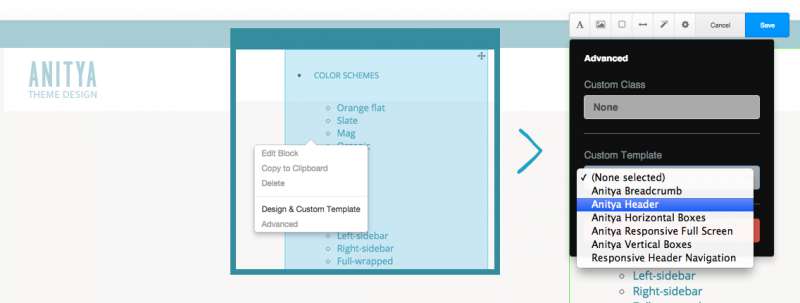 ANITYA
THEME DESIGN
COLOR SCHEMES
Orange flat
Slate
Mag
Edit Block
Copy to Clipboard
Delete
Design & Custom Template
Advanced
Left-sidebar
Right-sidebar
Full-wrapped
A
Cancel
Save
Advanced
Custom Class
None
Custom Template
✓ (None selected)
Anitya Breadcrumb
Anitya Header
Anitya Horizontal Boxes
Anitya Responsive Full Screen
Anitya Vertical Boxes
Responsive Header Navigation
Left-sidebar
Right-sidebar